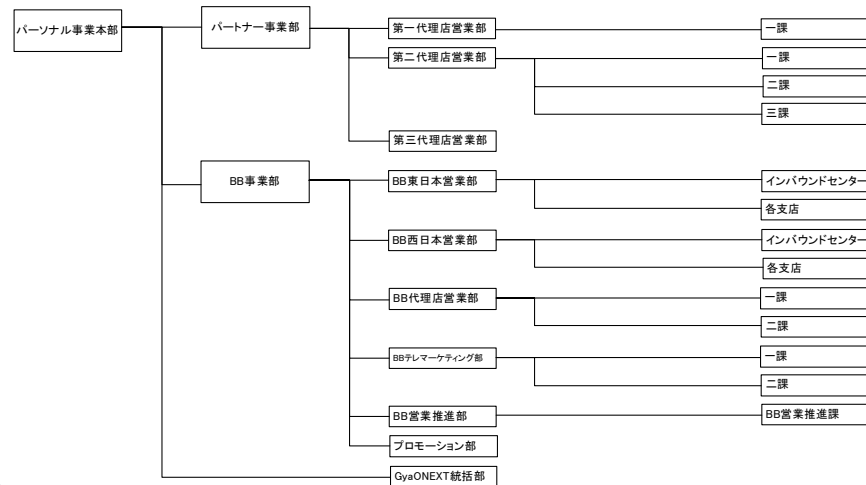 パーソナル事業本部
パートナー事業部
第一代理店営業部
一課
第二代理店営業部
一課
二課
三課
第三代理店営業部
BB事業部
BB東日本営業部
インバウンドセンター
各支店
BB西日本営業部
インバウンドセンター
各支店
BB代理店営業部
一課
二課
BBテレマーケティング部
一課
二課
BB営業推進部
BB営業推進課
プロモーション部
GyaONEXT統括部